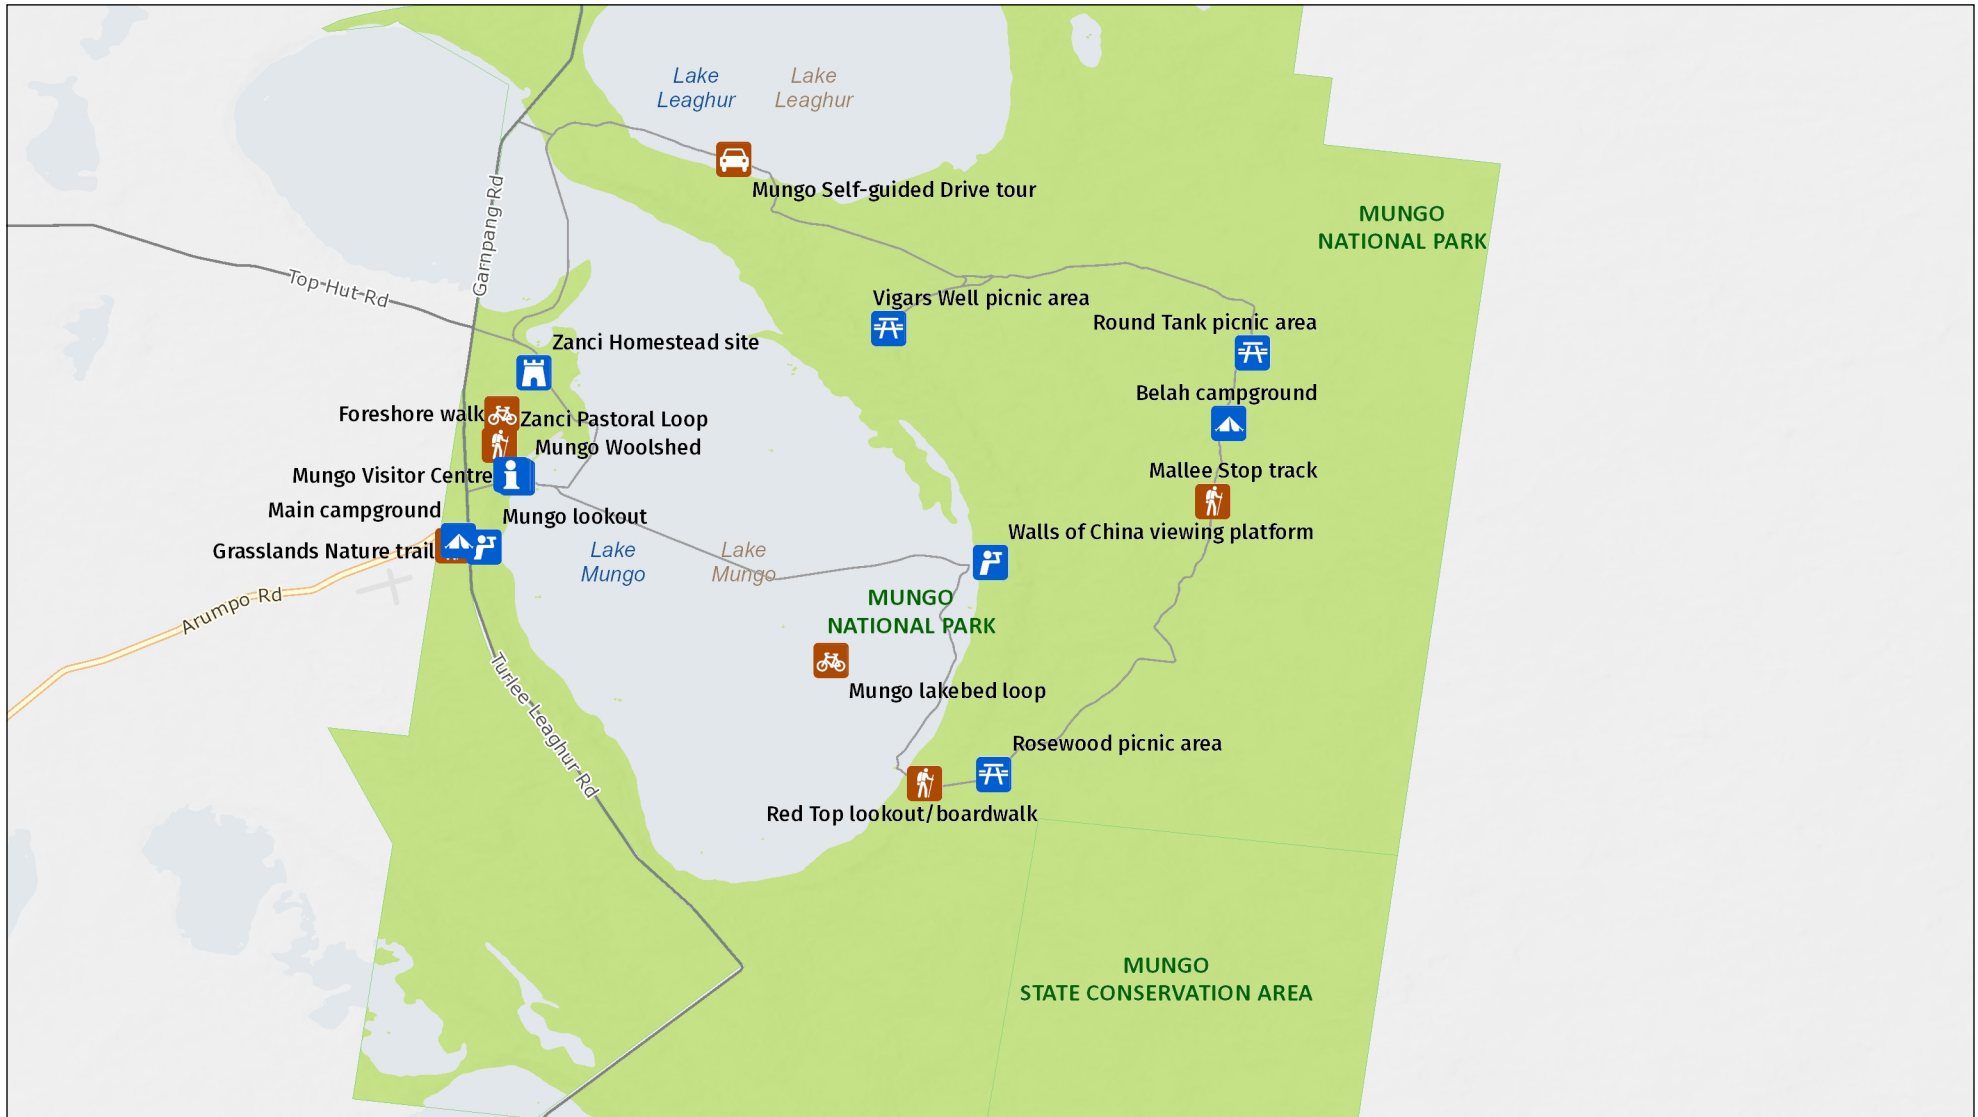 Lake
Leaghur
Lake
Leaghur
Mungo Self-guided Drive tour
MUNGO
NATIONAL PARK
Garnpang Rd
Top Hut Rd
Vigars Well picnic area
Round Tank picnic area
Zanci Homestead site
Belah campground
Foreshore walk
Zanci Pastoral Loop
Mungo Woolshed
Mungo Visitor Centre
Mallee Stop track
Main campground
Mungo lookout
Walls of China viewing platform
Grasslands Nature trail
Lake
Mungo
Lake
Mungo
Arumpo Rd
MUNGO
NATIONAL PARK
Turlee Leaghur Rd
Mungo lakebed loop
Rosewood picnic area
Red Top lookout/boardwalk
MUNGO
STATE CONSERVATION AREA